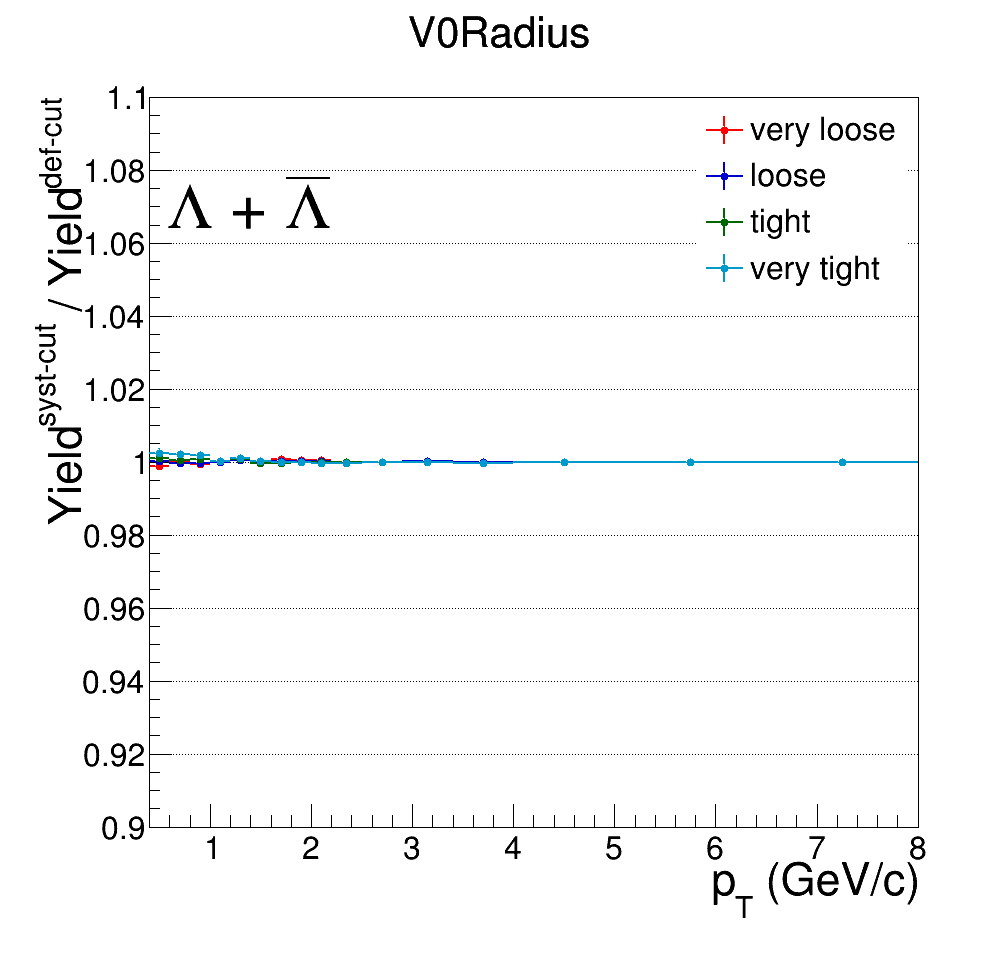 V0Radius
Yield^syst-cut / Yield^def-cut
Λ + Λ̅
very loose
loose
tight
very tight
1.1
1.08
1.06
1.04
1.02
1
0.98
0.96
0.94
0.92
0.9
1 2 3 4 5 6 7 8
p_T (GeV/c)